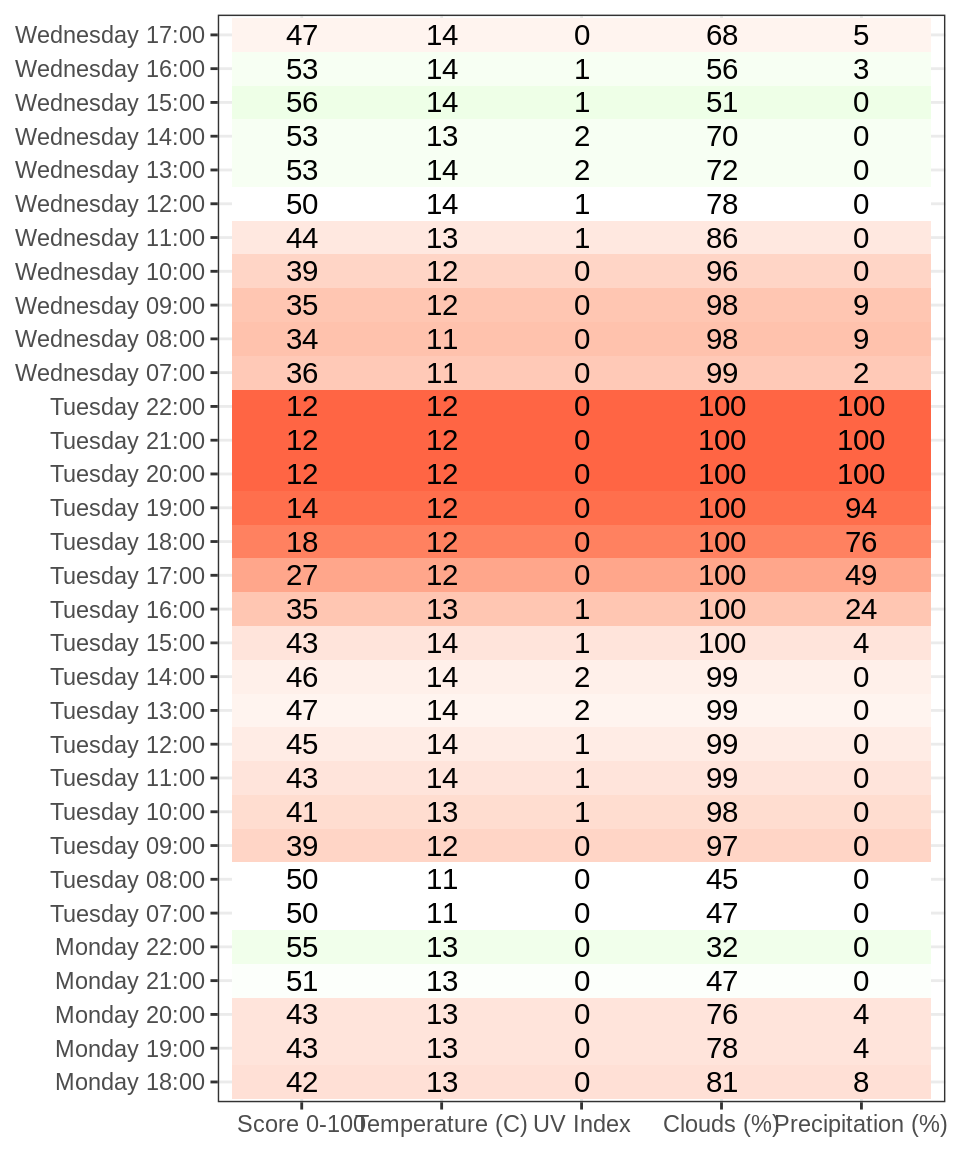 Wednesday 17:00 47 14 0 68 5
Wednesday 16:00 53 14 1 56 3
Wednesday 15:00 56 14 1 51 0
Wednesday 14:00 53 13 2 70 0
Wednesday 13:00 53 14 2 72 0
Wednesday 12:00 50 14 1 78 0
Wednesday 11:00 44 13 1 86 0
Wednesday 10:00 39 12 0 96 0
Wednesday 09:00 35 12 0 98 9
Wednesday 08:00 34 11 0 98 9
Wednesday 07:00 36 11 0 99 2
Tuesday 22:00 12 12 0 100 100
Tuesday 21:00 12 12 0 100 100
Tuesday 20:00 12 12 0 100 100
Tuesday 19:00 14 12 0 100 94
Tuesday 18:00 18 12 0 100 76
Tuesday 17:00 27 12 0 100 49
Tuesday 16:00 35 13 1 100 24
Tuesday 15:00 43 14 1 100 4
Tuesday 14:00 46 14 2 99 0
Tuesday 13:00 47 14 2 99 0
Tuesday 12:00 45 14 1 99 0
Tuesday 11:00 43 14 1 99 0
Tuesday 10:00 41 13 1 98 0
Tuesday 09:00 39 12 0 97 0
Tuesday 08:00 50 11 0 45 0
Tuesday 07:00 50 11 0 47 0
Monday 22:00 55 13 0 32 0
Monday 21:00 51 13 0 47 0
Monday 20:00 43 13 0 76 4
Monday 19:00 43 13 0 78 4
Monday 18:00 42 13 0 81 8
Score 0-100 Temperature (C) UV Index Clouds (%) Precipitation (%)